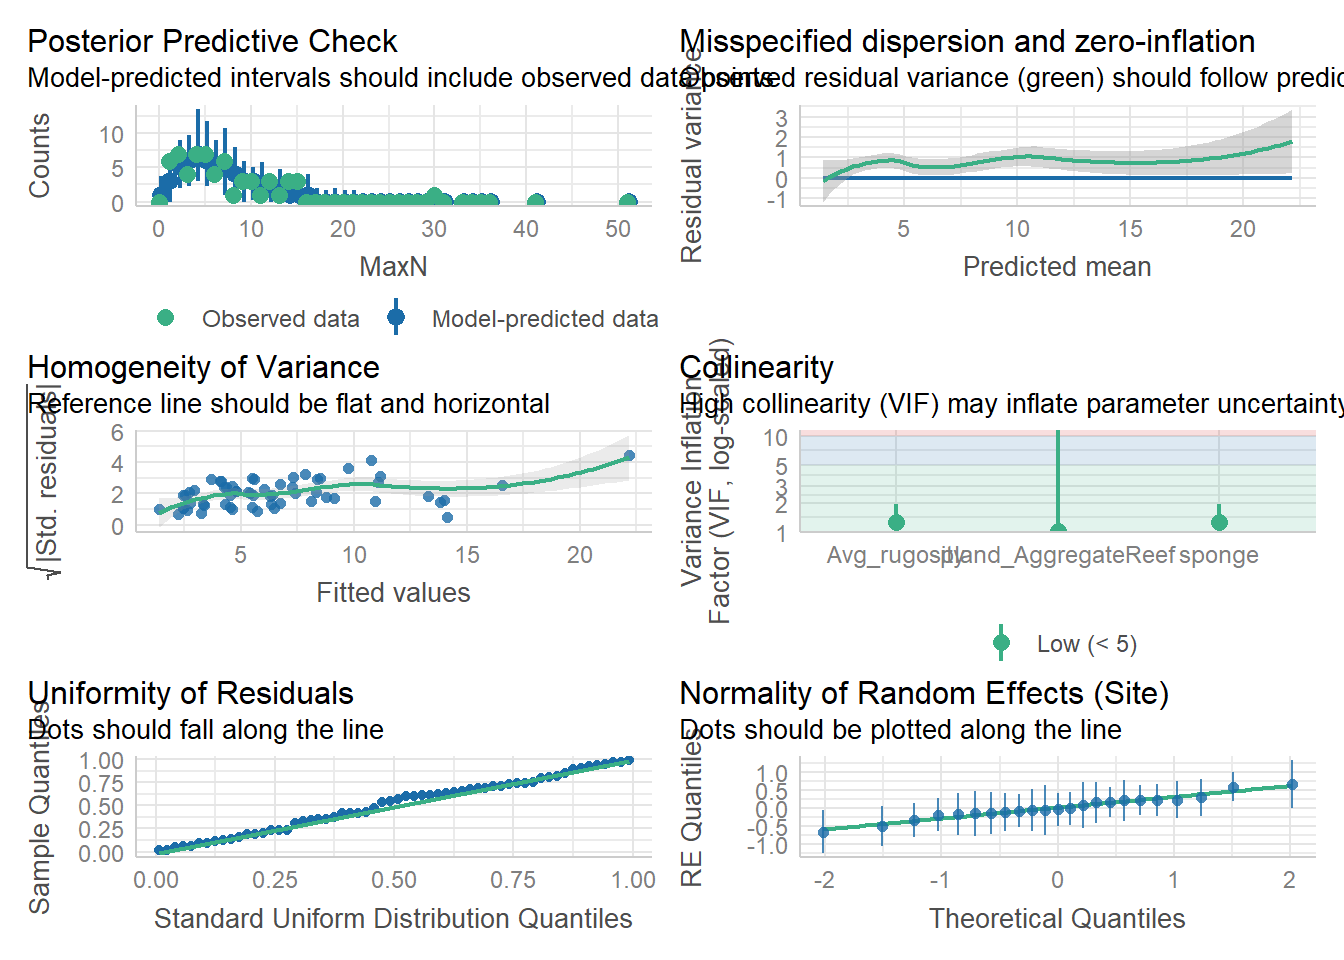 Posterior Predictive Check
Model-predicted intervals should include observed data points
Counts
10
5
0
0
10
20
30
40
50
MaxN
Observed data
Model-predicted data
Misspecified dispersion and zero-inflation
Observed residual variance (green) should follow predic
Residual variance
3
2
1
0
-1
5
10
15
20
Predicted mean
Homogeneity of Variance
Reference line should be flat and horizontal
√|Std. residuals|
6
4
2
0
5
10
15
20
Fitted values
Collinearity
High collinearity (VIF) may inflate parameter uncertainty
Variance Inflation
Factor (VIF, log-scaled)
10
5
3
2
1
Avg_rugosity
and_AggregateReef
sponge
Low (< 5)
Uniformity of Residuals
Dots should fall along the line
Sample Quantiles
1.00
0.75
0.50
0.25
0.00
0.00
0.25
0.50
0.75
1.00
Standard Uniform Distribution Quantiles
Normality of Random Effects (Site)
Dots should be plotted along the line
RE Quantiles
1.0
0.5
0.0
-0.5
-1.0
-2
-1
0
1
2
Theoretical Quantiles